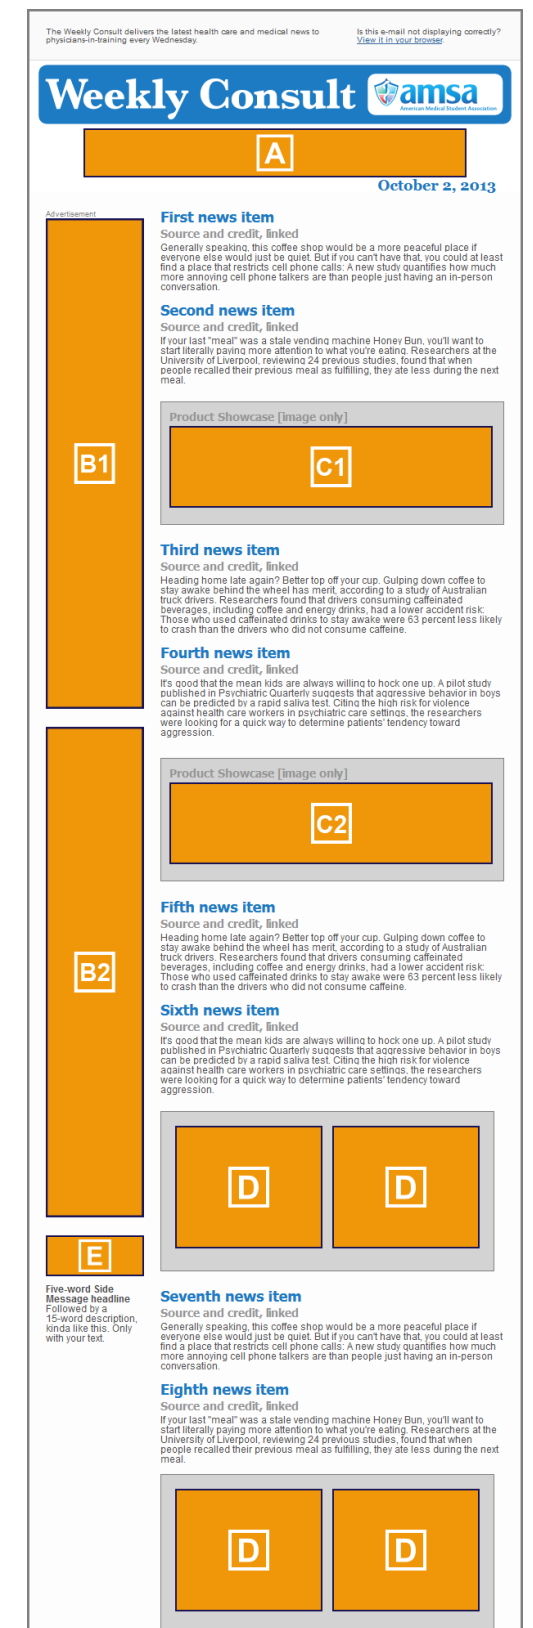 The Weekly Consult delivers the latest health care and medical news to
physicians-in-training every Wednesday.
Is this e-mail not displaying correctly?
View it in your browser.
Weekly Consult
amsa
American Medical Student Association
A
October 2, 2013
Advertisement
B1
First news item
Source and credit, linked
Generally speaking, this coffee shop would be a more peaceful place if
everyone else would just be quiet. But if you can't have that, you could at least
find a place that restricts cell phone calls: A new study quantifies how much
more annoying cell phone talkers are than people just having an in-person
conversation.
Second news item
Source and credit, linked
If your last "meal" was a stale vending machine Honey Bun, you'll want to
start literally paying more attention to what you're eating. Researchers at the
University of Liverpool, reviewing 24 previous studies, found that when
people recalled their previous meal as fulfilling, they ate less during the next
meal.
Product Showcase [image only]
C1
Third news item
Source and credit, linked
Heading home late again? Better top off your cup. Gulping down coffee to
stay awake behind the wheel has merit, according to a study of Australian
truck drivers. Researchers found that drivers consuming caffeinated
beverages, including coffee and energy drinks, had a lower accident risk:
Those who used caffeinated drinks to stay awake were 63 percent less likely
to crash than the drivers who did not consume caffeine.
Fourth news item
Source and credit, linked
It's good that the mean kids are always willing to hock one up. A pilot study
published in Psychiatric Quarterly suggests that aggressive behavior in boys
can be predicted by a rapid saliva test. Citing the high risk for violence
against health care workers in psychiatric care settings, the researchers
were looking for a quick way to determine patients' tendency toward
aggression.
Product Showcase [image only]
C2
B2
Fifth news item
Source and credit, linked
Heading home late again? Better top off your cup. Gulping down coffee to
stay awake behind the wheel has merit, according to a study of Australian
truck drivers. Researchers found that drivers consuming caffeinated
beverages, including coffee and energy drinks, had a lower accident risk:
Those who used caffeinated drinks to stay awake were 63 percent less likely
to crash than the drivers who did not consume caffeine.
Sixth news item
Source and credit, linked
It's good that the mean kids are always willing to hock one up. A pilot study
published in Psychiatric Quarterly suggests that aggressive behavior in boys
can be predicted by a rapid saliva test. Citing the high risk for violence
against health care workers in psychiatric care settings, the researchers
were looking for a quick way to determine patients' tendency toward
aggression.
D
D
E
Five-word Side
Message headline
Followed by a
15-word description,
kinda like this. Only
with your text.
Seventh news item
Source and credit, linked
Generally speaking, this coffee shop would be a more peaceful place if
everyone else would just be quiet. But if you can't have that, you could at least
find a place that restricts cell phone calls: A new study quantifies how much
more annoying cell phone talkers are than people just having an in-person
conversation.
Eighth news item
Source and credit, linked
If your last "meal" was a stale vending machine Honey Bun, you'll want to
start literally paying more attention to what you're eating. Researchers at the
University of Liverpool, reviewing 24 previous studies, found that when
people recalled their previous meal as fulfilling, they ate less during the next
meal.
D
D